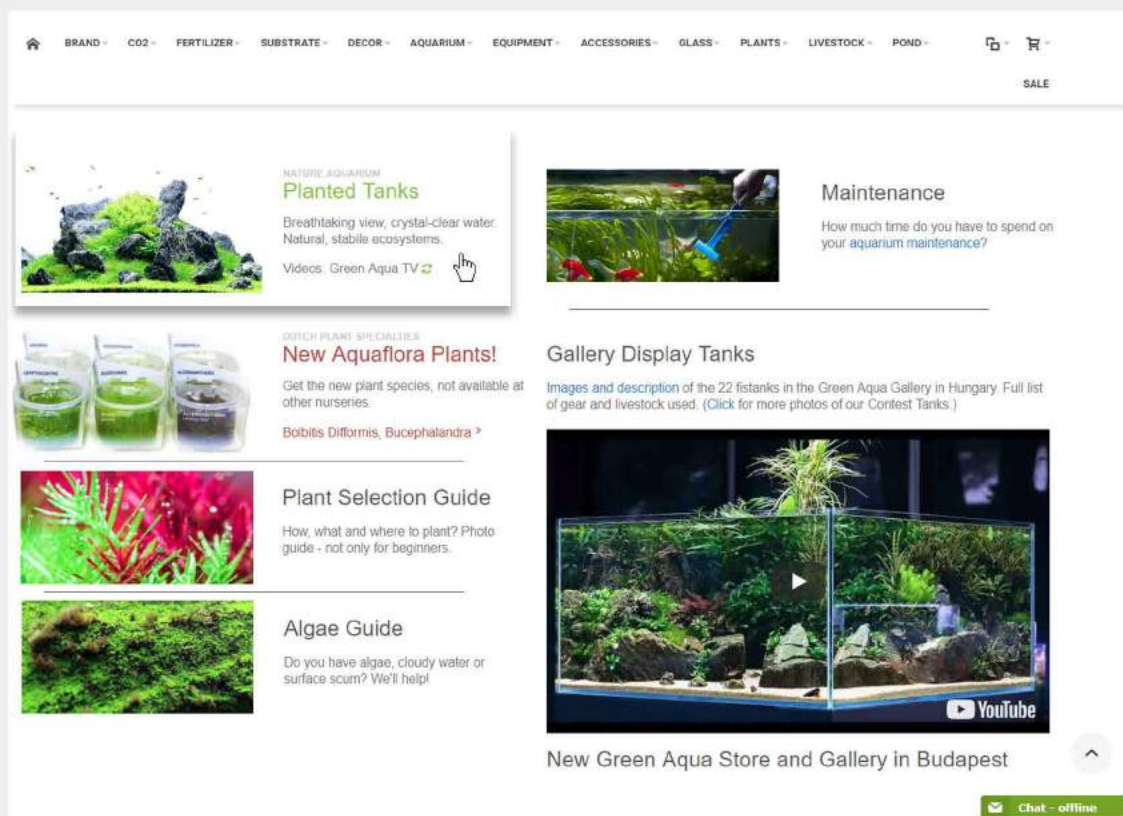 BRAND CO2 FERTILIZER SUBSTRATE DECOR AQUARIUM EQUIPMENT ACCESSORIES GLASS PLANTS LIVESTOCK POND
SALE
NATURE AQUARIUM
Planted Tanks
Breathtaking view, crystal-clear water.
Natural, stabile ecosystems.
Videos: Green Aqua TV
DUTCH PLANT SPECIALTIES
New Aquaflora Plants!
Get the new plant species, not available at
other nurseries.
Bolbitis Difformis, Bucephalandra >
Plant Selection Guide
How, what and where to plant? Photo
guide - not only for beginners.
Algae Guide
Do you have algae, cloudy water or
surface scum? We'll help!
Maintenance
How much time do you have to spend on
your aquarium maintenance?
Gallery Display Tanks
Images and description of the 22 fistanks in the Green Aqua Gallery in Hungary. Full list
of gear and livestock used. (Click for more photos of our Contest Tanks.)
YouTube
New Green Aqua Store and Gallery in Budapest
Chat - offline